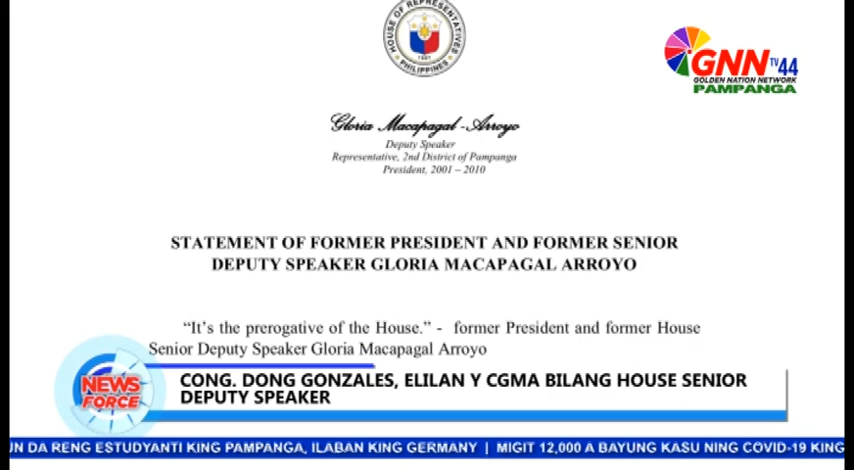 HOUSE OF REPRESENTATIVES
PHILIPPINES
GNN TV 44
GOLDEN NATION NETWORK
PAMPANGA
Gloria Macapagal-Arroyo
Deputy Speaker
Representative, 2nd District of Pampanga
President, 2001 – 2010
STATEMENT OF FORMER PRESIDENT AND FORMER SENIOR
DEPUTY SPEAKER GLORIA MACAPAGAL ARROYO
“It’s the prerogative of the House.” - former President and former House
Senior Deputy Speaker Gloria Macapagal Arroyo
NEWS
FORCE
CONG. DONG GONZALES, ELILAN Y CGMA BILANG HOUSE SENIOR
DEPUTY SPEAKER
UN DA RENG ESTUDYANTI KING PAMPANGA, ILABAN KING GERMANY | MIGIT 12,000 A BAYUNG KASU NING COVID-19 KING